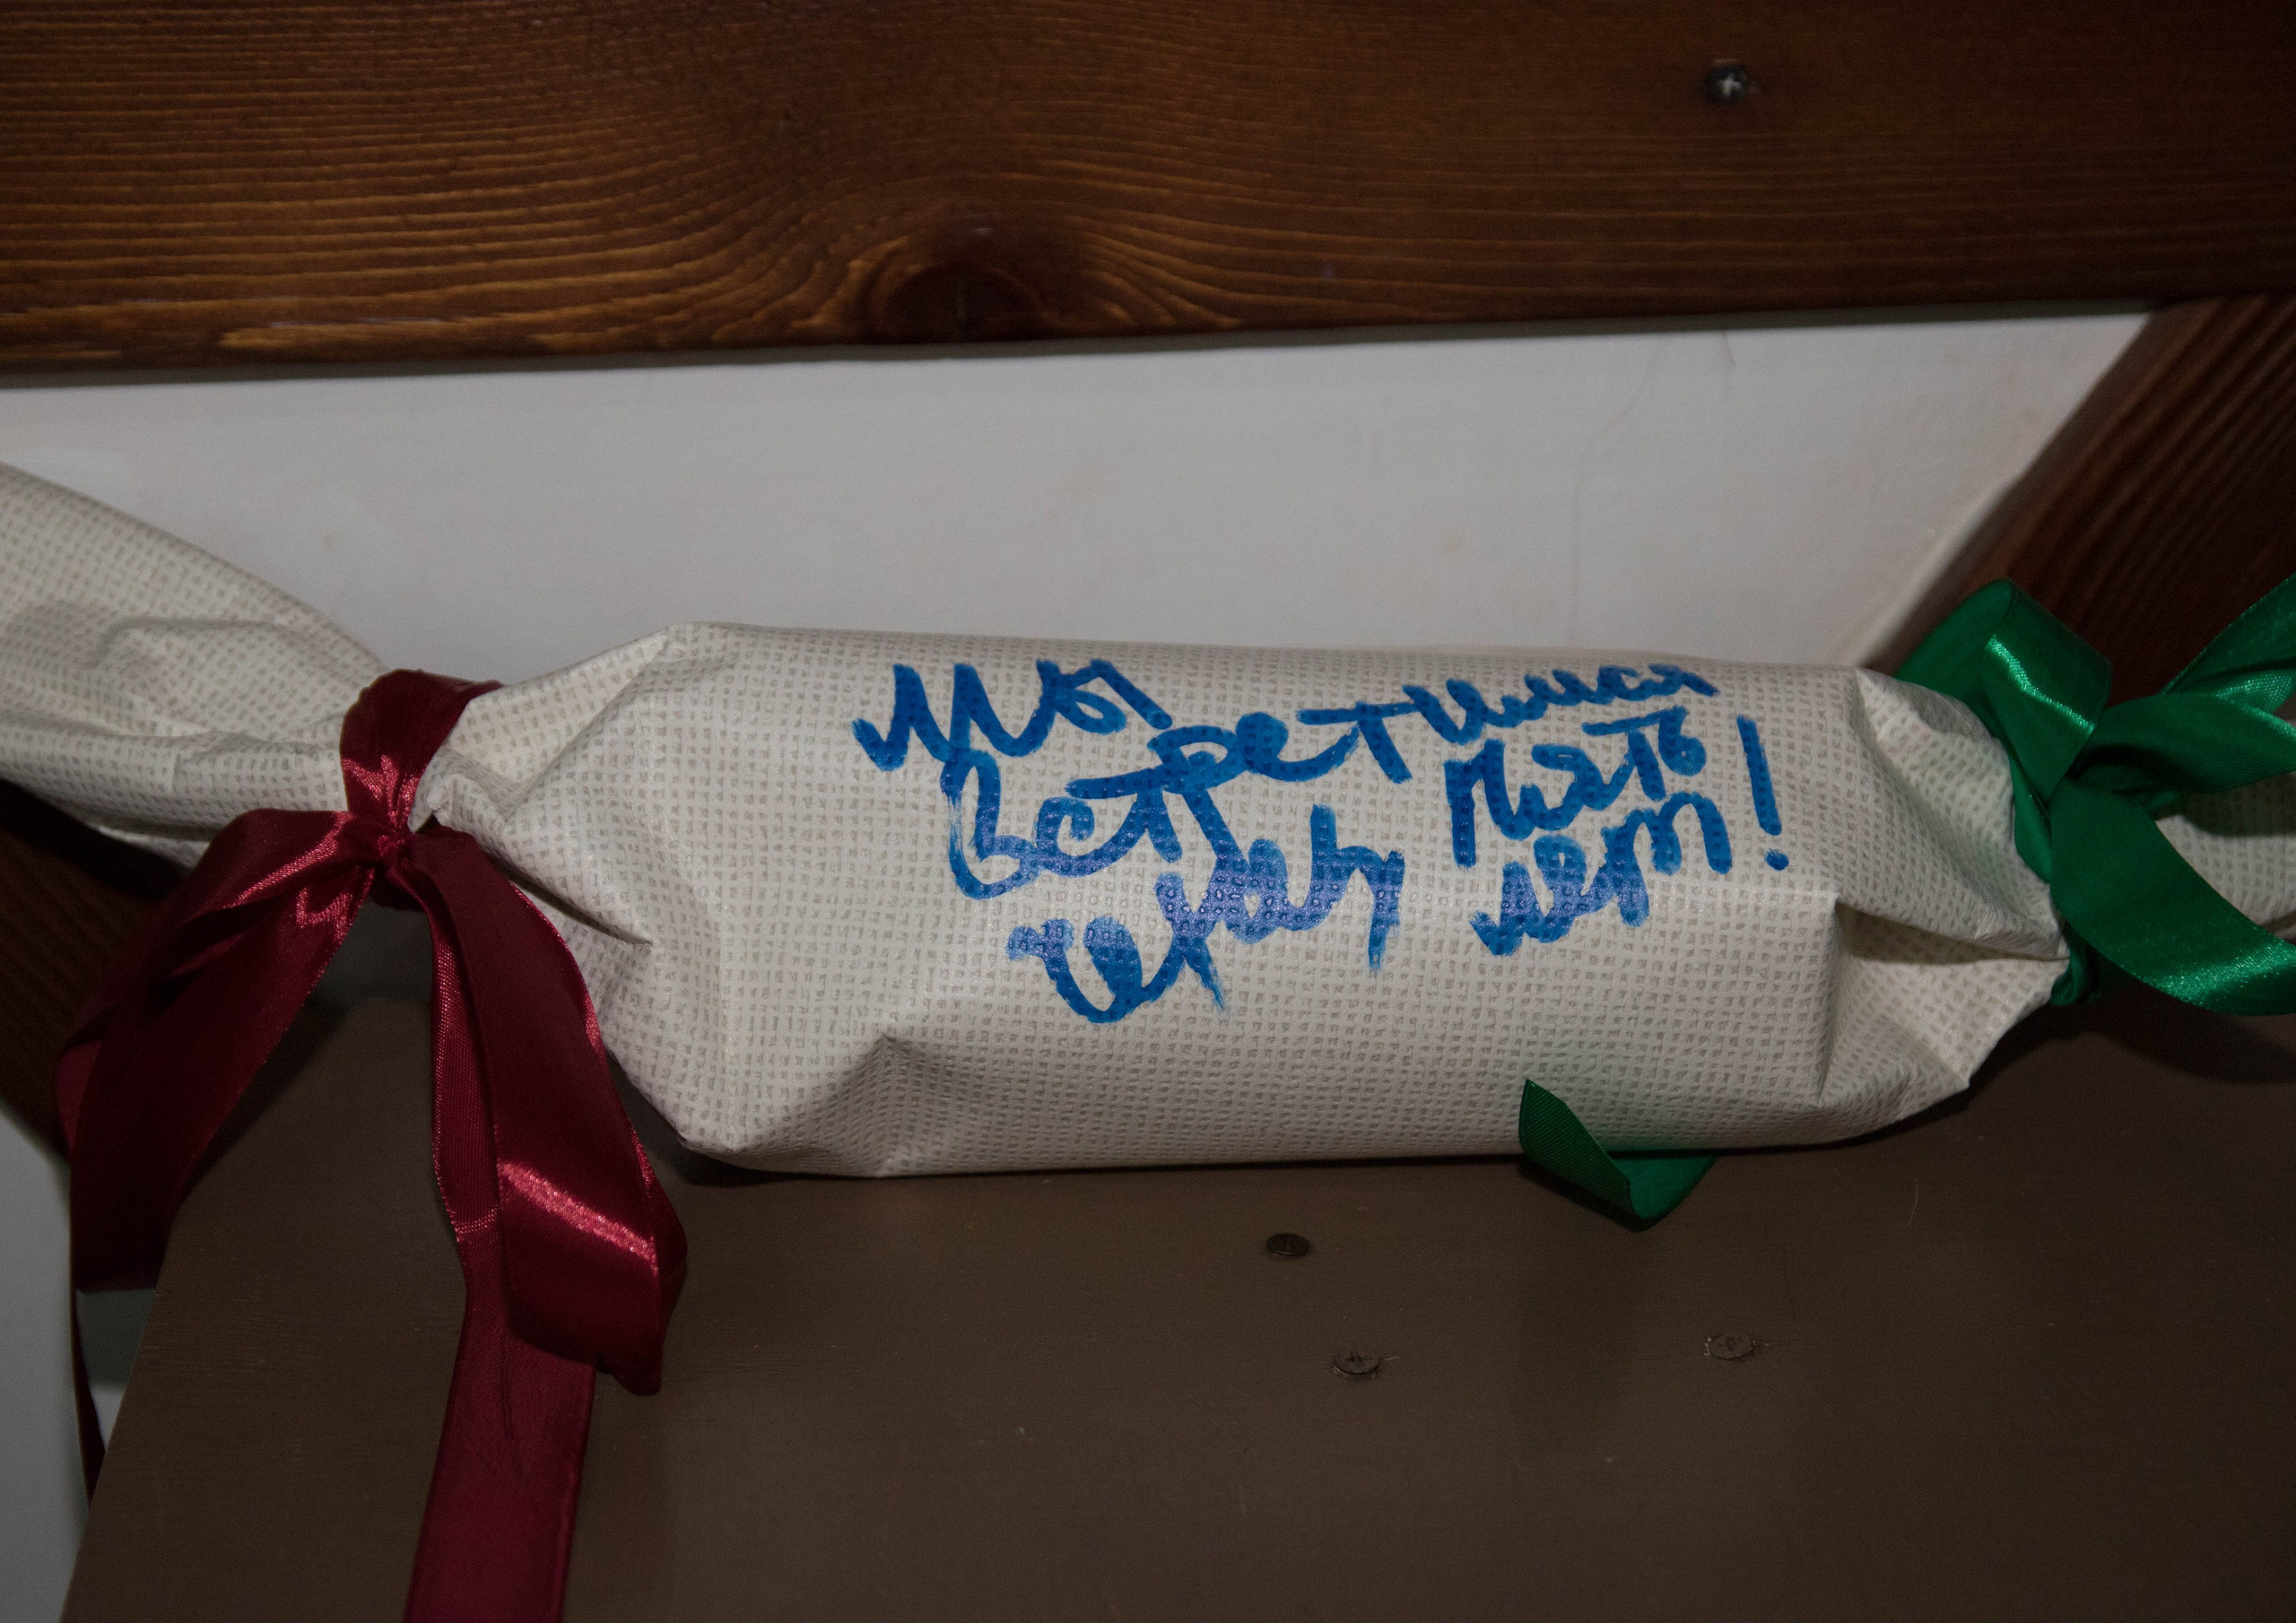 Мы
встретимся
через пять
лет!